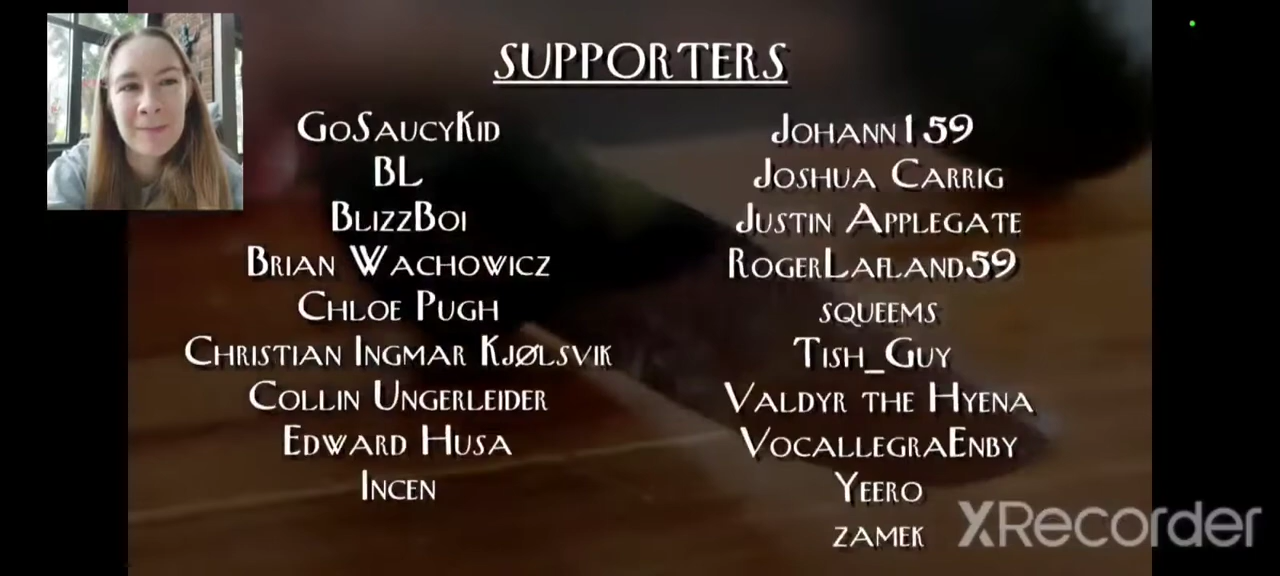 SUPPORTERS
GoSaucyKid
BL
BlizzBoi
Brian Wachowicz
Chloe Pugh
Christian Ingmar Kjølsvik
Collin Ungerleider
Edward Husa
Incen
Johann159
Joshua Carrig
Justin Applegate
RogerLafland59
squeems
Tish_Guy
Valdyr the Hyena
VocallegraEnby
Yeero
zamek
XRecorder